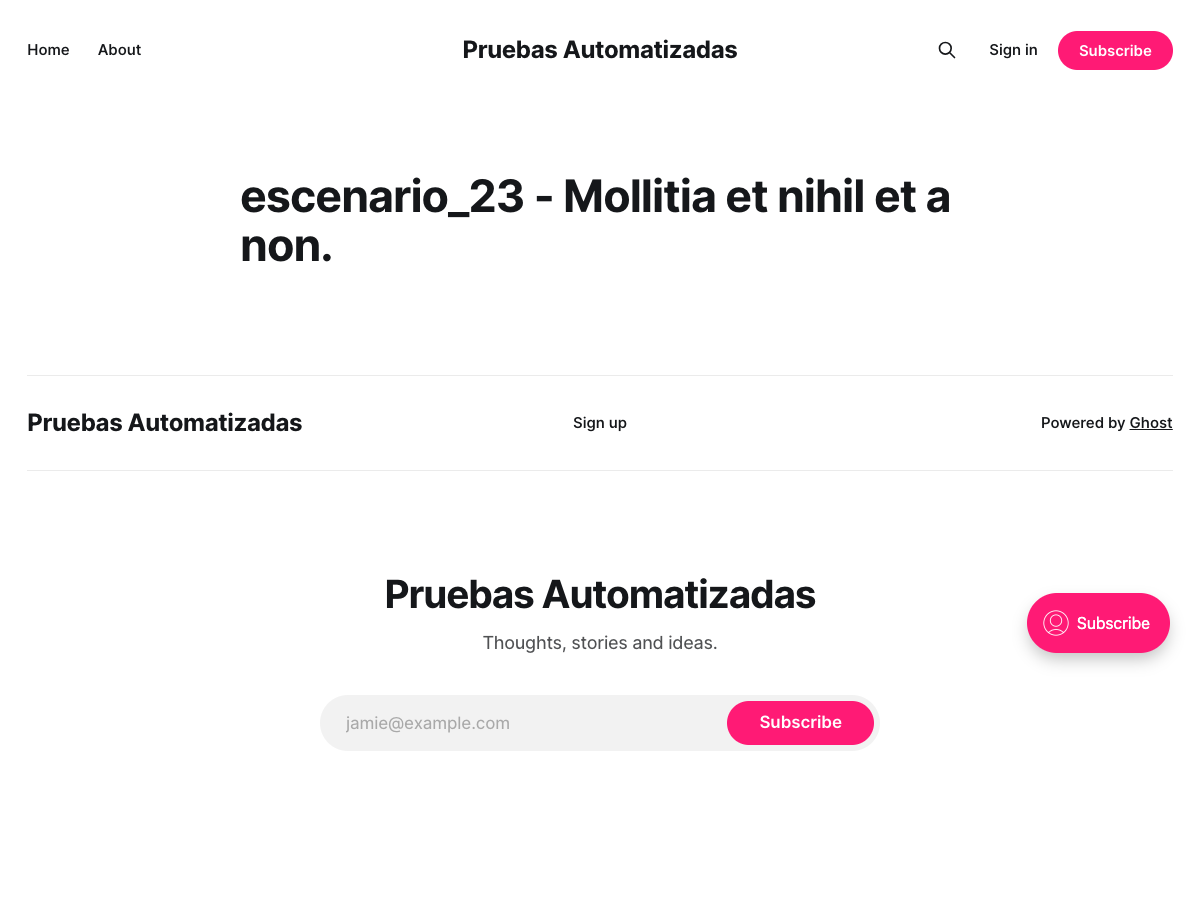 Home
About
Pruebas Automatizadas
Sign in
Subscribe
escenario_23 - Mollitia et nihil et a
non.
Pruebas Automatizadas
Sign up
Powered by Ghost
Pruebas Automatizadas
Thoughts, stories and ideas.
Subscribe
jamie@example.com
Subscribe